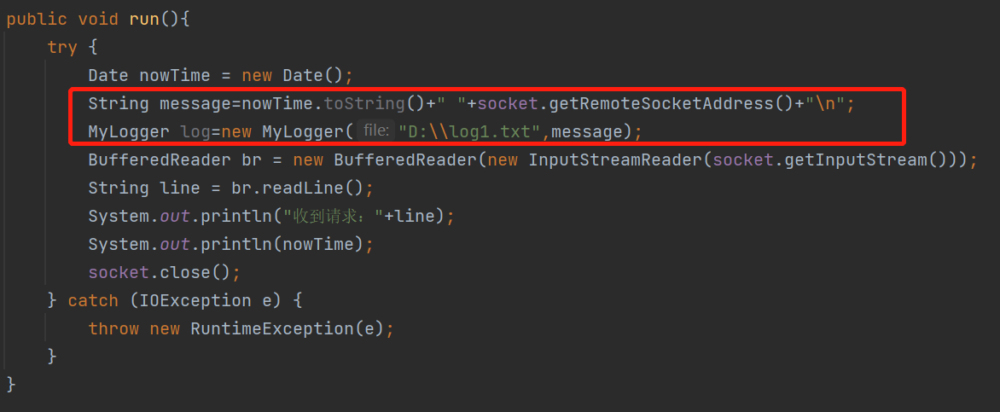 public void run(){
    try {
        Date nowTime = new Date();
        String message=nowTime.toString()+" "+socket.getRemoteSocketAddress()+"\n";
        MyLogger log=new MyLogger( file: "D:\\log1.txt",message);
        BufferedReader br = new BufferedReader(new InputStreamReader(socket.getInputStream()));
        String line = br.readLine();
        System.out.println("收到请求："+line);
        System.out.println(nowTime);
        socket.close();
    } catch (IOException e) {
        throw new RuntimeException(e);
    }
}